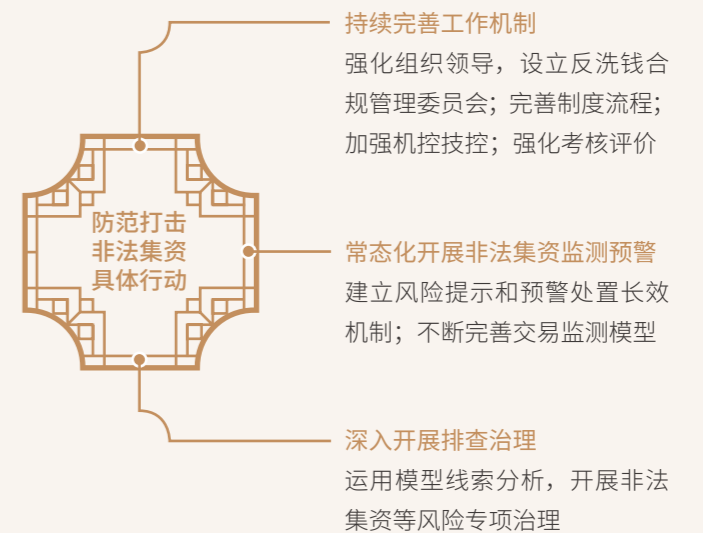 持续完善工作机制
强化组织领导，设立反洗钱合
规管理委员会；完善制度流程；
加强机控技控；强化考核评价
防范打击
非法集资
具体行动
常态化开展非法集资监测预警
建立风险提示和预警处置长效
机制；不断完善交易监测模型
深入开展排查治理
运用模型线索分析，开展非法
集资等风险专项治理